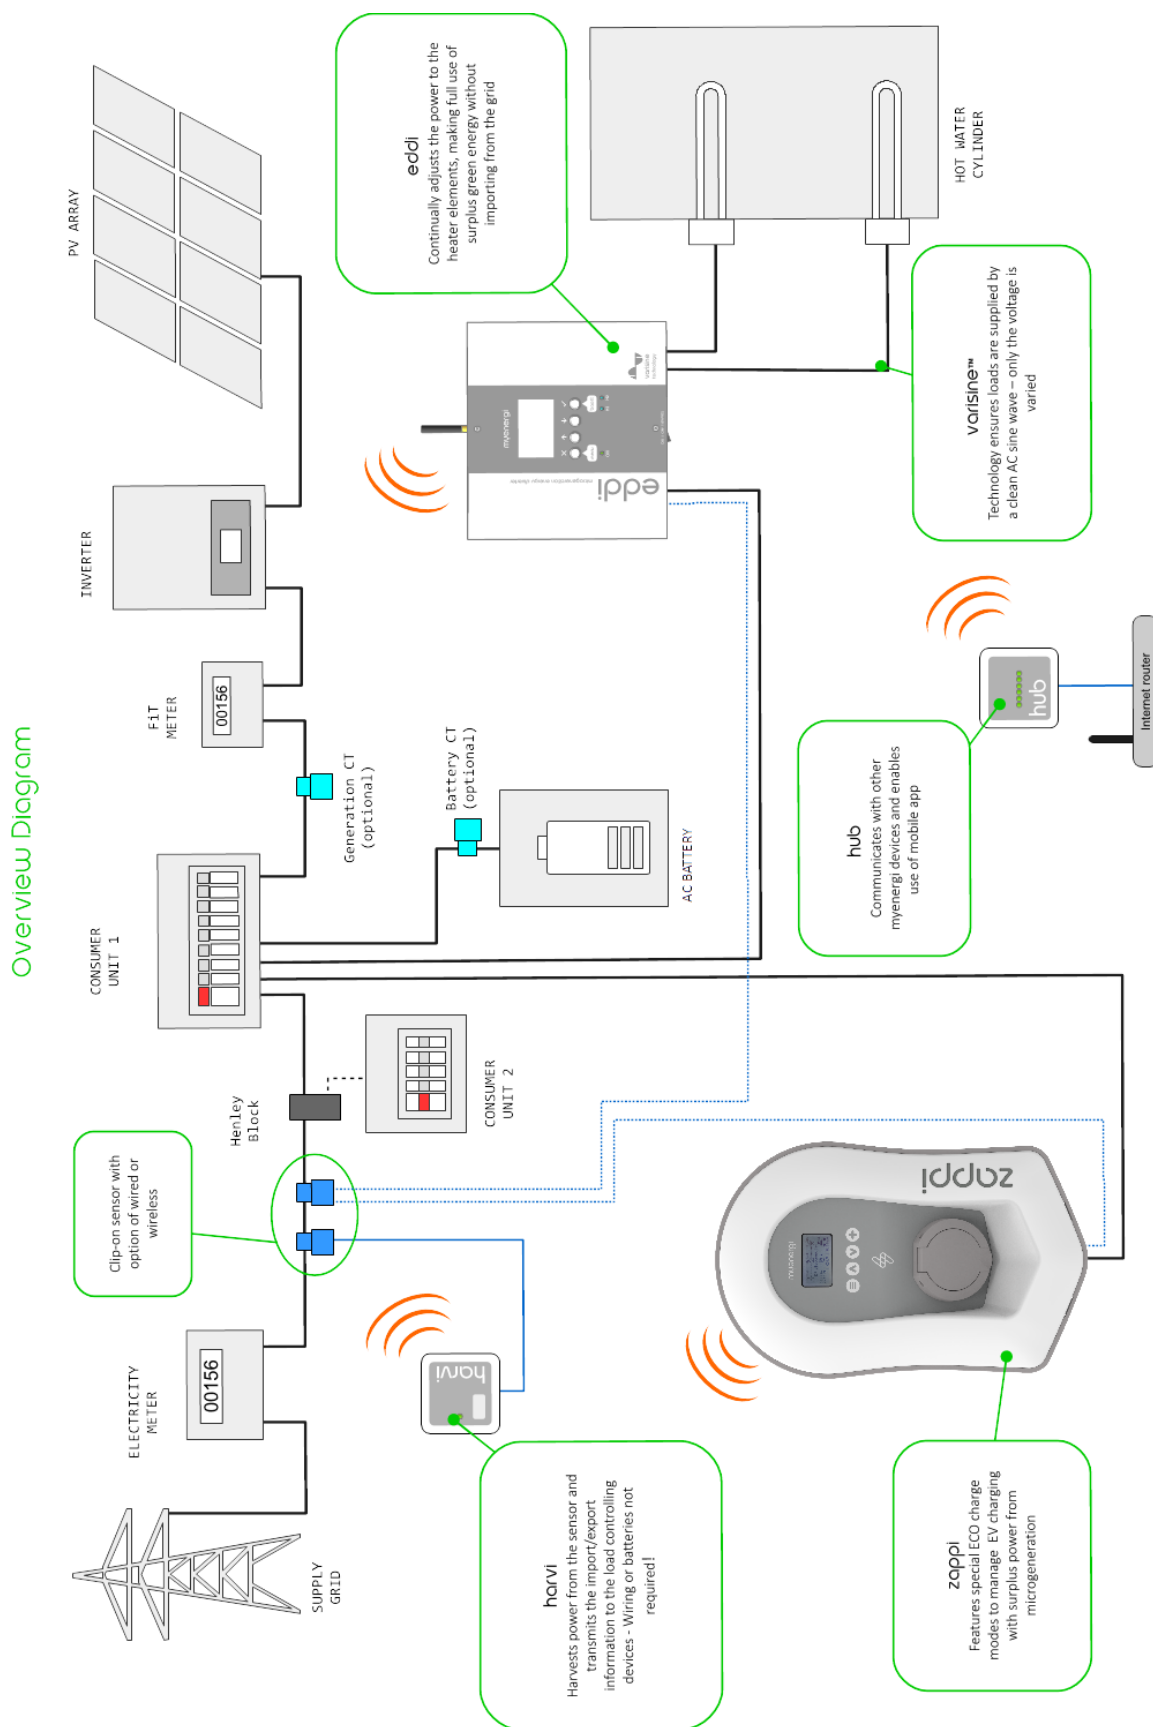 Overview Diagram
SUPPLY
GRID
ELECTRICITY
METER
00156
Clip-on sensor with
option of wired or
wireless
Henley
Block
CONSUMER
UNIT 1
CONSUMER
UNIT 2
Generation CT
(optional)
FiT
METER
00156
INVERTER
PV ARRAY
Battery CT
(optional)
AC BATTERY
harvi
harvi
Harvests power from the sensor and
transmits the import/export
information to the load controlling
devices - Wiring or batteries not
required!
myenergi
eddi
microgeneration energy diverter
varisine
technology
eddi
Continually adjusts the power to the
heater elements, making full use of
surplus green energy without
importing from the grid
HOT WATER
CYLINDER
varisine™
Technology ensures loads are supplied by
a clean AC sine wave – only the voltage is
varied
hub
Communicates with other
myenergi devices and enables
use of mobile app
hub
Internet router
zappi
myenergi
zappi
Features special ECO charge
modes to manage EV charging
with surplus power from
microgeneration